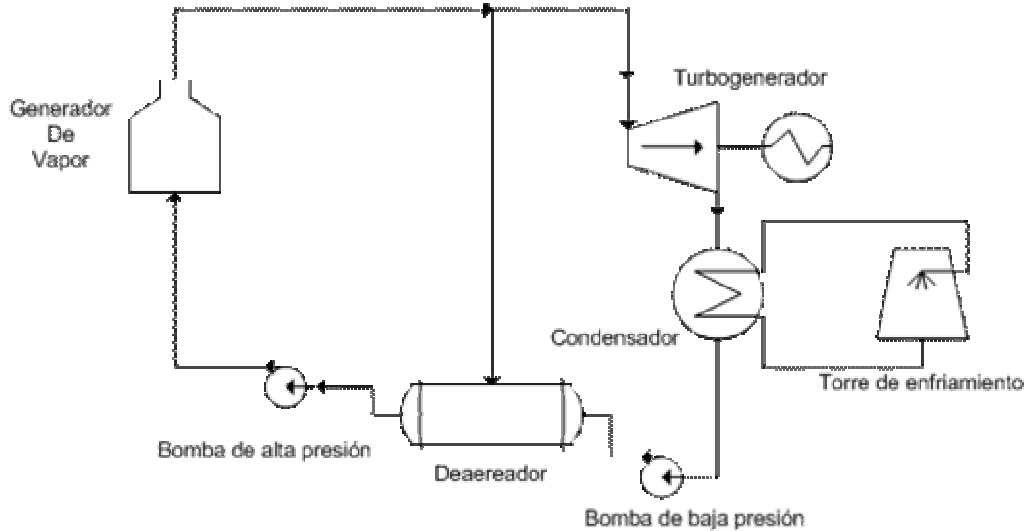 Generador
De
Vapor
Turbogenerador
Condensador
Torre de enfriamiento
Bomba de alta presión
Deaereador
Bomba de baja presión